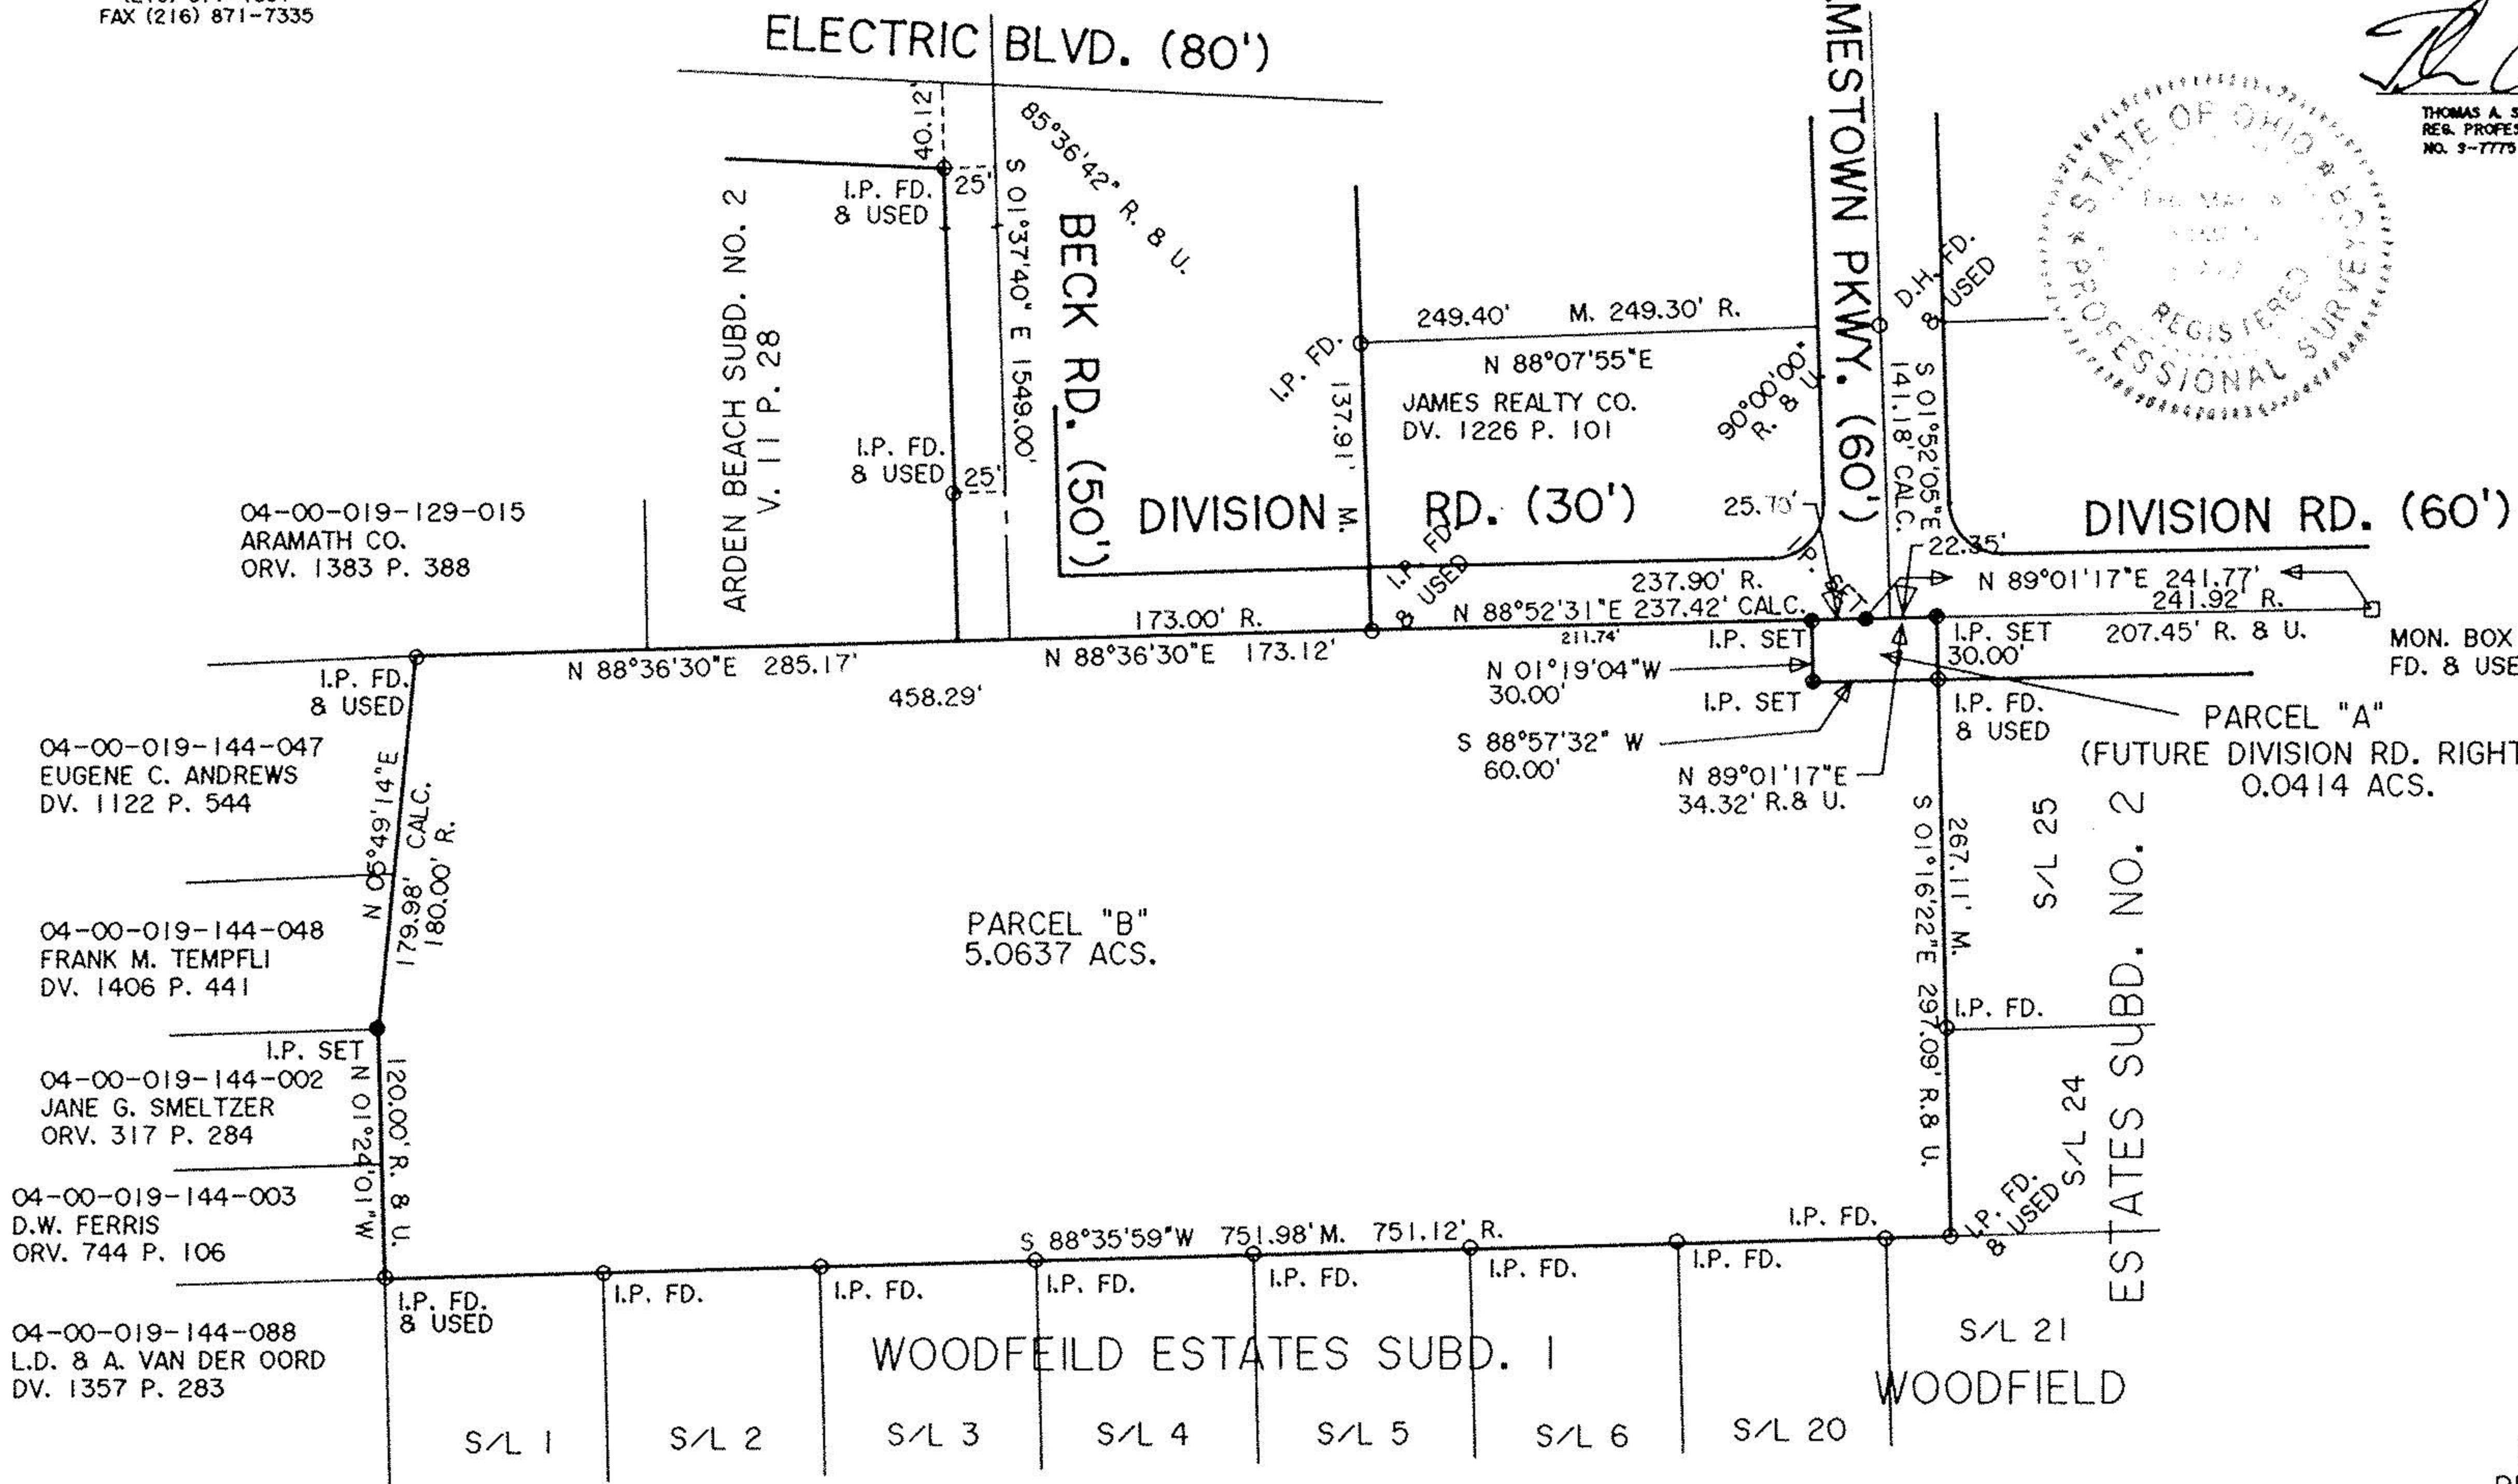 FAX (216) 871-7335
ELECTRIC BLVD. (80')
THOMAS A.
NO. S-7775
STATE OF OHIO
REGISTERED
PROFESSIONAL SURVEYOR
40.12'
85°36'42" R. & U.
I.P. FD.
& USED
25'
S 01°37'40" E 1549.00'
BECK RD. (50')
ARDEN BEACH SUBD. NO. 2
V. 11 P. 28
I.P. FD.
& USED
25'
249.40' M. 249.30' R.
N 88°07'55"E
I.P. FD.
137.91' M.
JAMES REALTY CO.
DV. 1226 P. 101
90°00'00"
R. & U.
MESTOWN PKWY. (60')
D.H. FD.
& USED
S 01°52'05"E
141.18' CALC.
04-00-019-129-015
ARAMATH CO.
ORV. 1383 P. 388
DIVISION RD. (30')
25.70'
DIVISION RD. (60')
22.35'
I.P. FD.
& USED
I.P. SET
237.90' R.
N 88°52'31"E 237.42' CALC.
211.74'
173.00' R.
N 88°36'30"E 285.17'
N 88°36'30"E 173.12'
458.29'
N 89°01'17"E 241.77'
241.92' R.
207.45' R. & U.
MON. BOX
FD. & USE
I.P. SET
I.P. SET
30.00'
N 01°19'04"W
30.00'
I.P. SET
S 88°57'32" W
60.00'
N 89°01'17"E
34.32' R.& U.
I.P. FD.
& USED
PARCEL "A"
(FUTURE DIVISION RD. RIGHT
0.0414 ACS.
I.P. FD.
& USED
04-00-019-144-047
EUGENE C. ANDREWS
DV. 1122 P. 544
N 05°49'14"E
179.98' CALC.
180.00' R.
04-00-019-144-048
FRANK M. TEMPFLI
DV. 1406 P. 441
PARCEL "B"
5.0637 ACS.
S 01°16'22"E 297.09' R.& U.
267.11' M.
S/L 25
I.P. FD.
I.P. SET
04-00-019-144-002
JANE G. SMELTZER
ORV. 317 P. 284
N 01°24'01"W
120.00' R. & U.
04-00-019-144-003
D.W. FERRIS
ORV. 744 P. 106
S 88°35'59"W 751.98'M. 751.12' R.
I.P. FD.
I.P. FD.
& USED
S/L 24
ESTATES SUBD. NO. 2
I.P. FD.
& USED
I.P. FD.
I.P. FD.
I.P. FD.
I.P. FD.
I.P. FD.
I.P. FD.
04-00-019-144-088
L.D. & A. VAN DER OORD
DV. 1357 P. 283
WOODFEILD ESTATES SUBD. 1
S/L 21
WOODFIELD
S/L 1
S/L 2
S/L 3
S/L 4
S/L 5
S/L 6
S/L 20